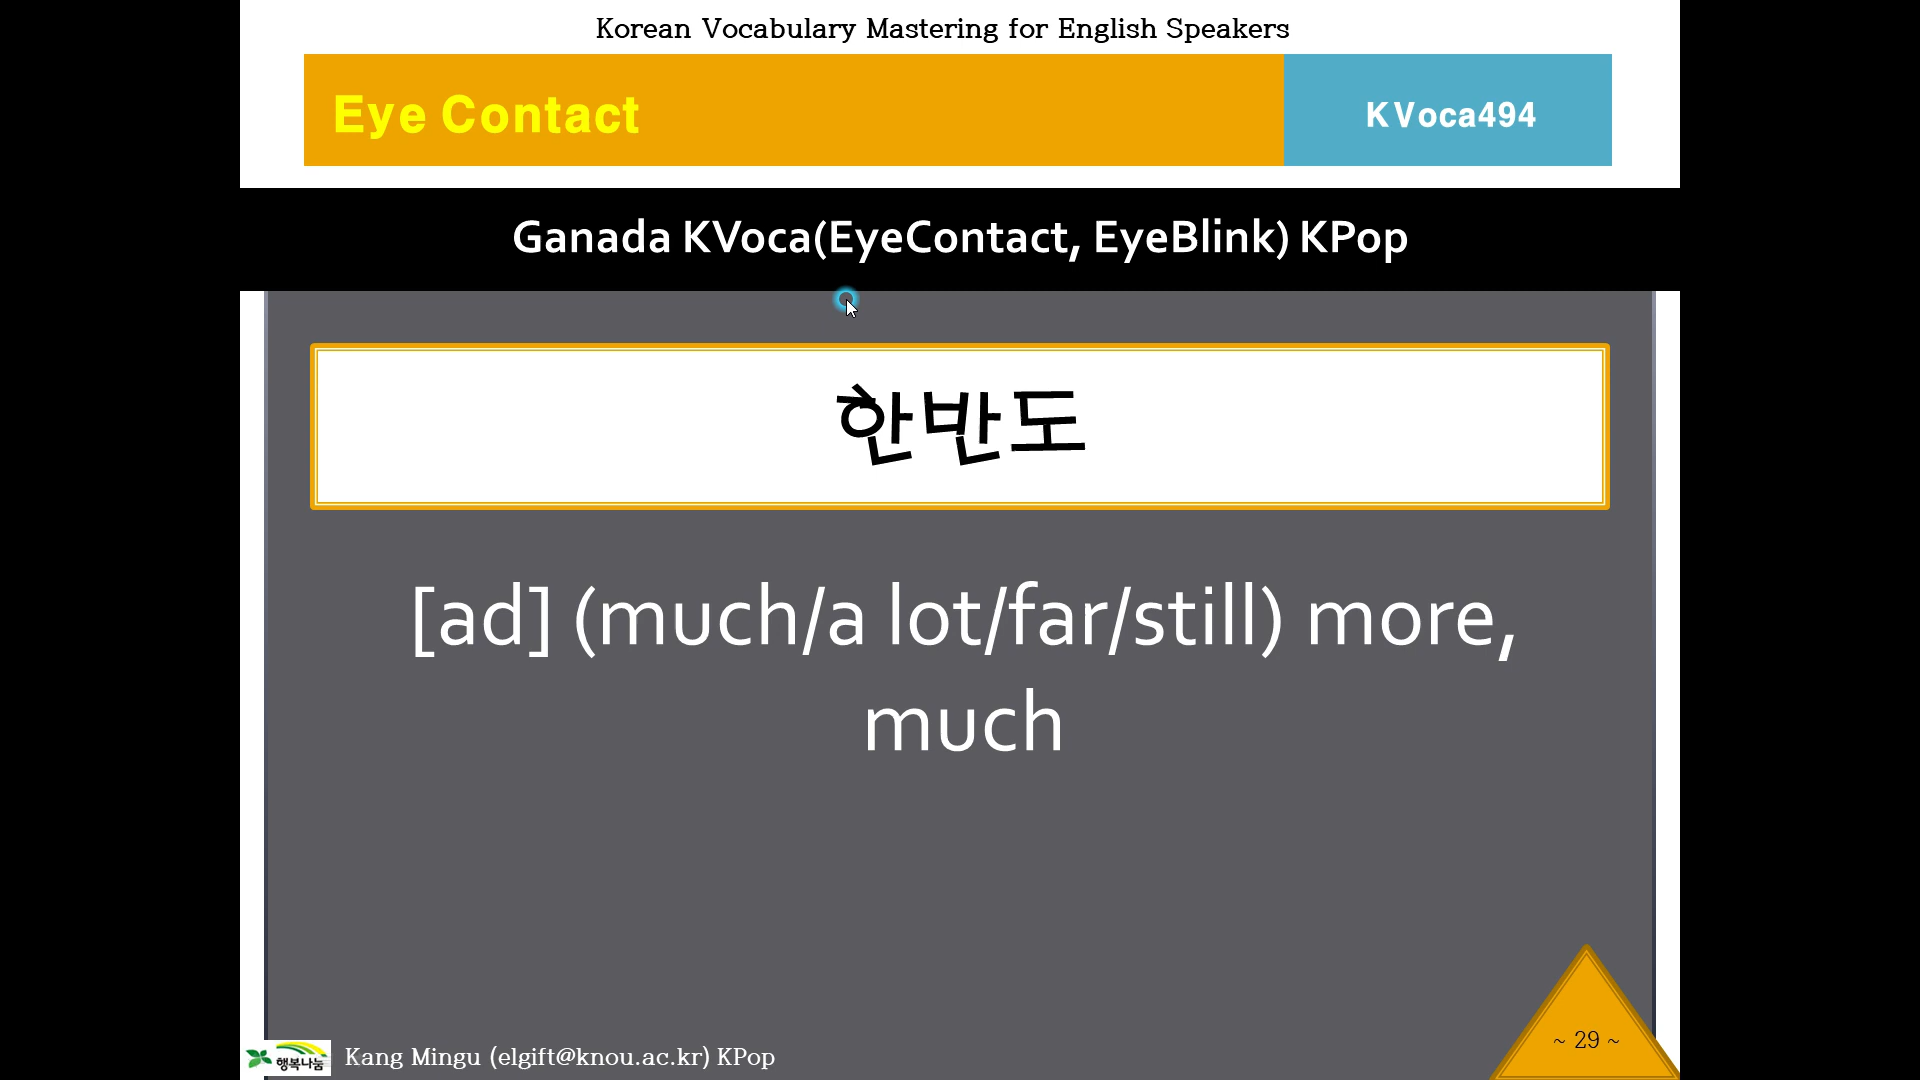 Korean Vocabulary Mastering for English Speakers
Eye Contact
KVoca494
Ganada KVoca(EyeContact, EyeBlink) KPop
한반도
[ad] (much/a lot/far/still) more,
much
~ 29 ~
행복나눔
Kang Mingu (elgift@knou.ac.kr) KPop